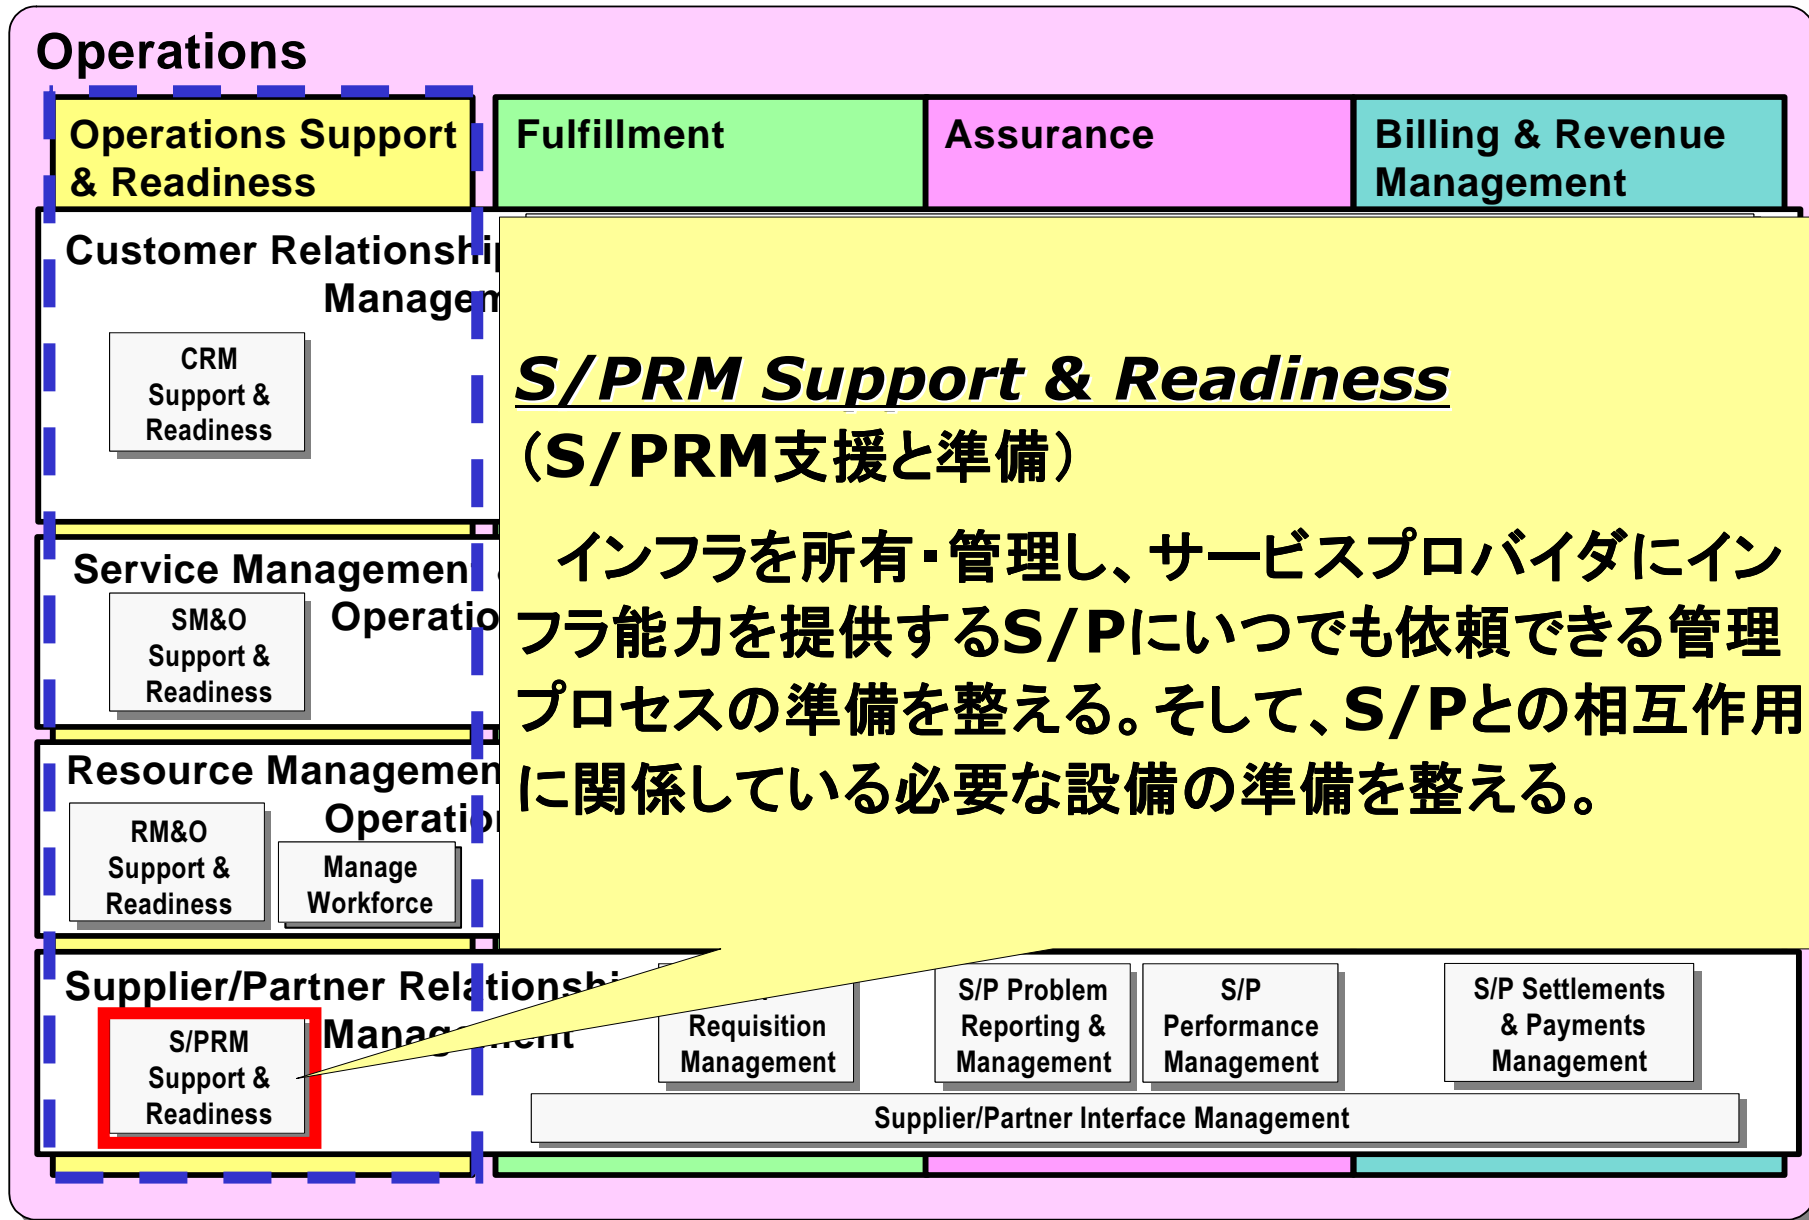 Operations
Operations Support
& Readiness
Fulfillment
Assurance
Billing & Revenue
Management
Customer Relationship
Managem
CRM
Support &
Readiness
S/PRM Support & Readiness
（S/PRM支援と準備）
インフラを所有・管理し、サービスプロバイダにイン
フラ能力を提供するS/Pにいつでも依頼できる管理
プロセスの準備を整える。そして、S/Pとの相互作用
に関係している必要な設備の準備を整える。
Service Management
Operatio
SM&O
Support &
Readiness
Resource Managemen
Operation
RM&O
Support &
Readiness
Manage
Workforce
Supplier/Partner Relationshi
Management
S/PRM
Support &
Readiness
Requisition
Management
S/P Problem
Reporting &
Management
S/P
Performance
Management
S/P Settlements
& Payments
Management
Supplier/Partner Interface Management